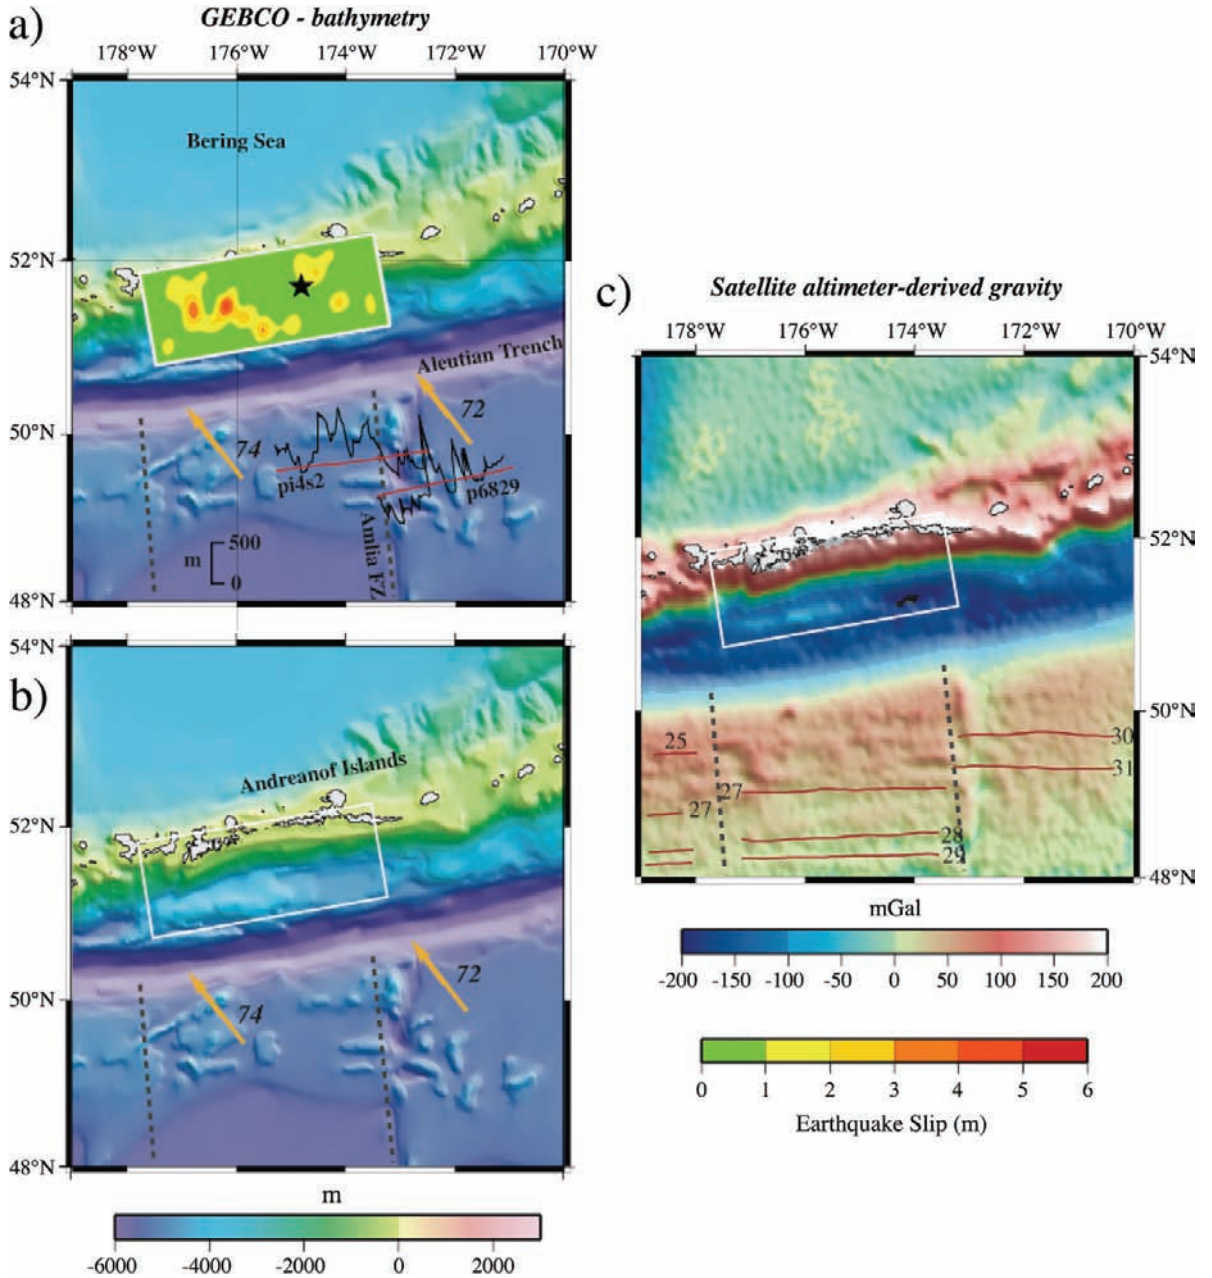 a)
GEBCO - bathymetry
178°W 176°W 174°W 172°W 170°W
54°N
Bering Sea
52°N
Aleutian Trench
50°N
74
72
pi4s2
p6829
Amlia FZ
m
500
0
48°N
54°N
b)
Andreanof Islands
52°N
50°N
74
72
48°N
m
-6000 -4000 -2000 0 2000
c)
Satellite altimeter-derived gravity
178°W 176°W 174°W 172°W 170°W
54°N
52°N
50°N
25
30
31
27
27
28
29
48°N
mGal
-200 -150 -100 -50 0 50 100 150 200
0 1 2 3 4 5 6
Earthquake Slip (m)